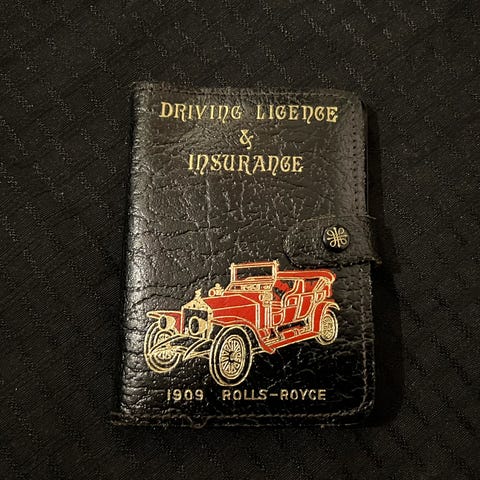 DRIVING LICENCE
&
INSURANCE
1909 ROLLS-ROYCE